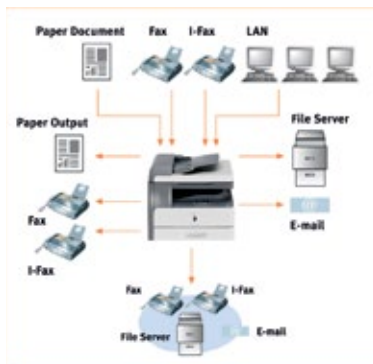 Paper Document
Fax
I-Fax
LAN
Paper Output
File Server
Fax
E-mail
I-Fax
Fax
I-Fax
File Server
E-mail